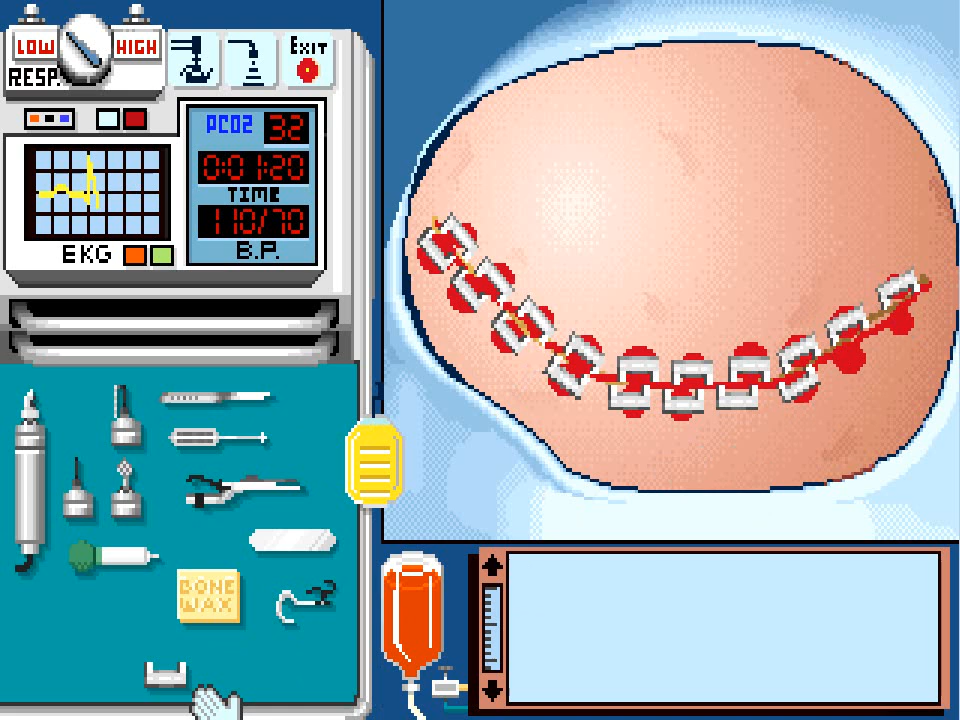 LOW HIGH
RESP.
EXIT
PCO2 32
0:01:20
TIME
110/70
B.P.
EKG
BONE
WAX